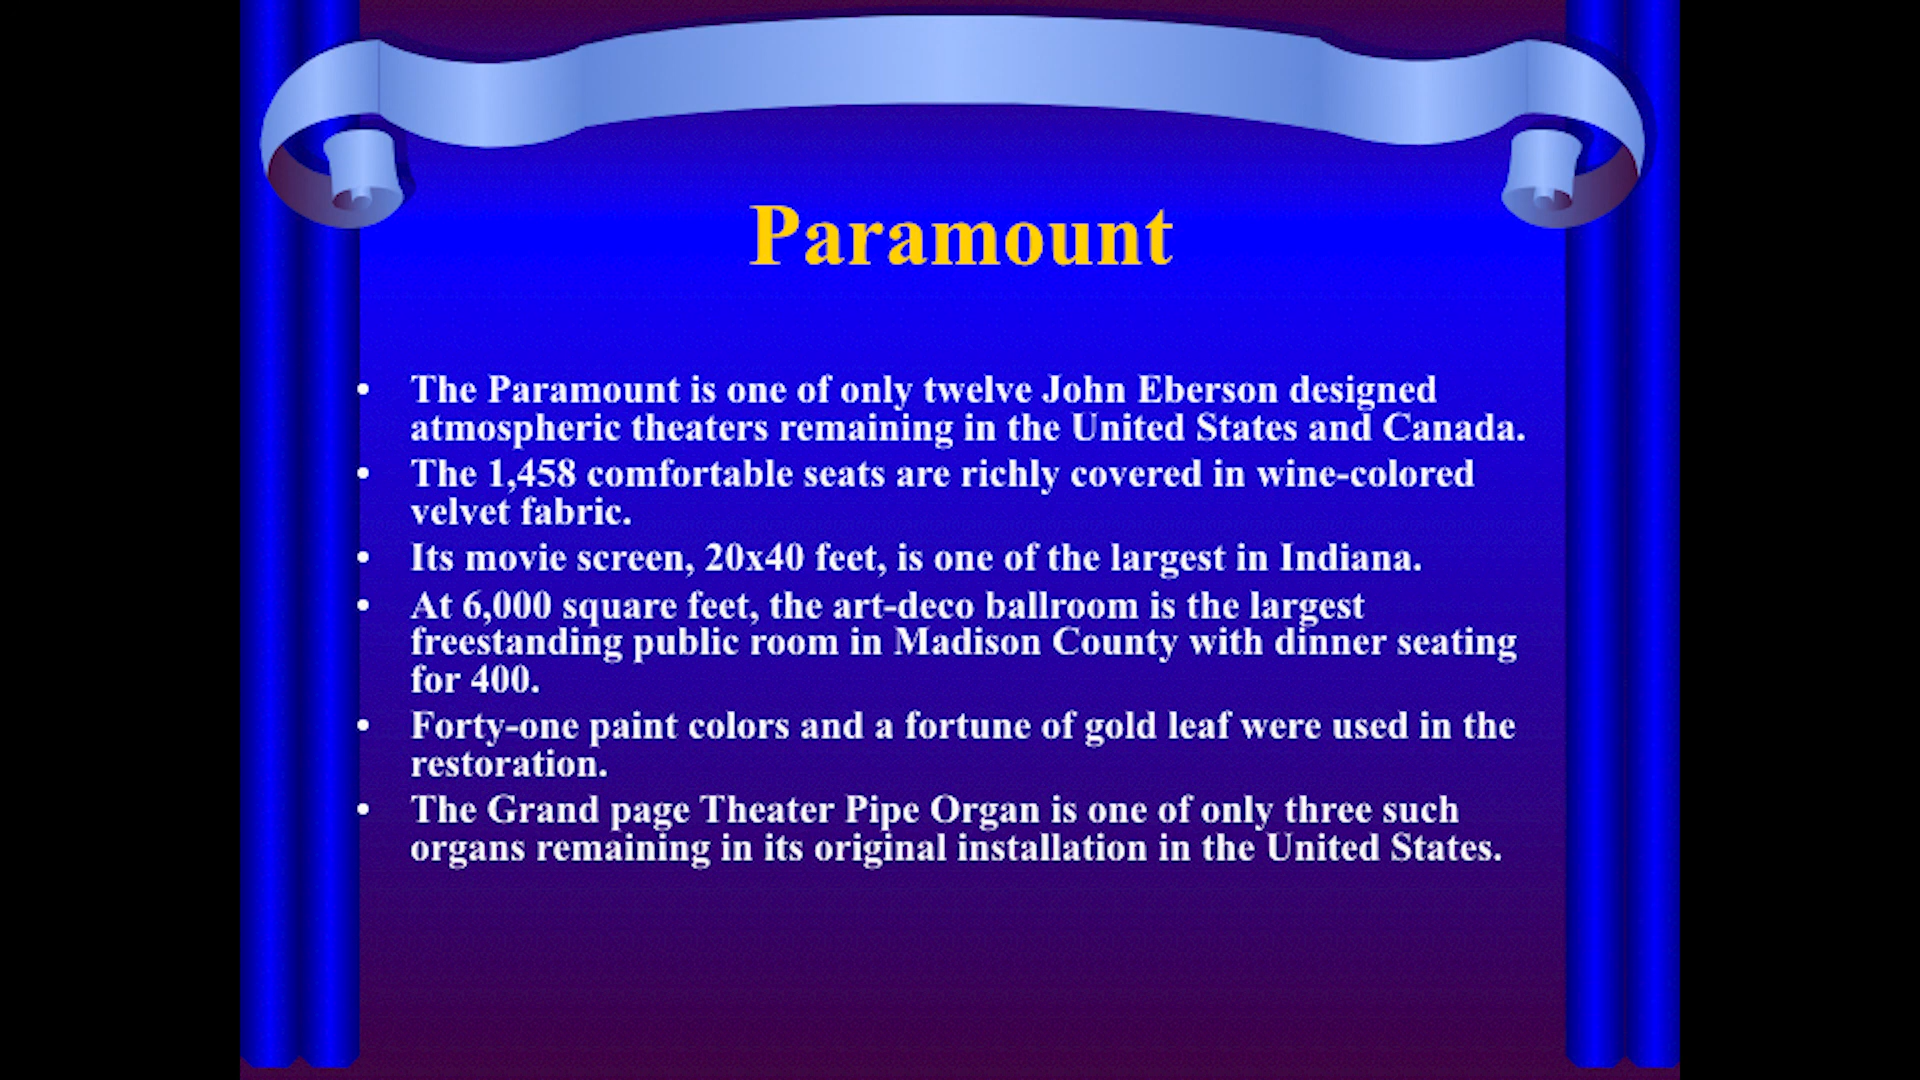 Paramount
• The Paramount is one of only twelve John Eberson designed
atmospheric theaters remaining in the United States and Canada.
• The 1,458 comfortable seats are richly covered in wine-colored
velvet fabric.
• Its movie screen, 20x40 feet, is one of the largest in Indiana.
• At 6,000 square feet, the art-deco ballroom is the largest
freestanding public room in Madison County with dinner seating
for 400.
• Forty-one paint colors and a fortune of gold leaf were used in the
restoration.
• The Grand page Theater Pipe Organ is one of only three such
organs remaining in its original installation in the United States.